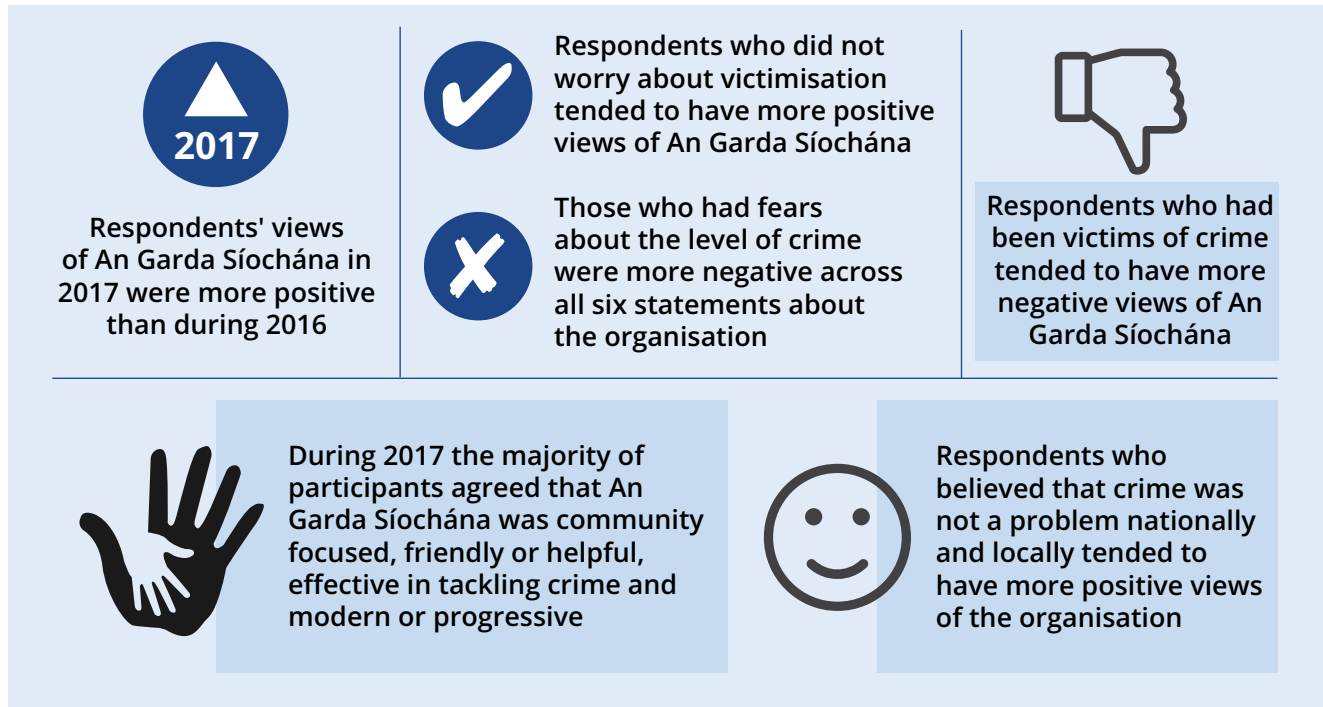 2017
Respondents' views
of An Garda Síochána in
2017 were more positive
than during 2016
Respondents who did not
worry about victimisation
tended to have more positive
views of An Garda Síochána
Those who had fears
about the level of crime
were more negative across
all six statements about
the organisation
Respondents who had
been victims of crime
tended to have more
negative views of An
Garda Síochána
During 2017 the majority of
participants agreed that An
Garda Síochána was community
focused, friendly or helpful,
effective in tackling crime and
modern or progressive
Respondents who
believed that crime was
not a problem nationally
and locally tended to
have more positive views
of the organisation